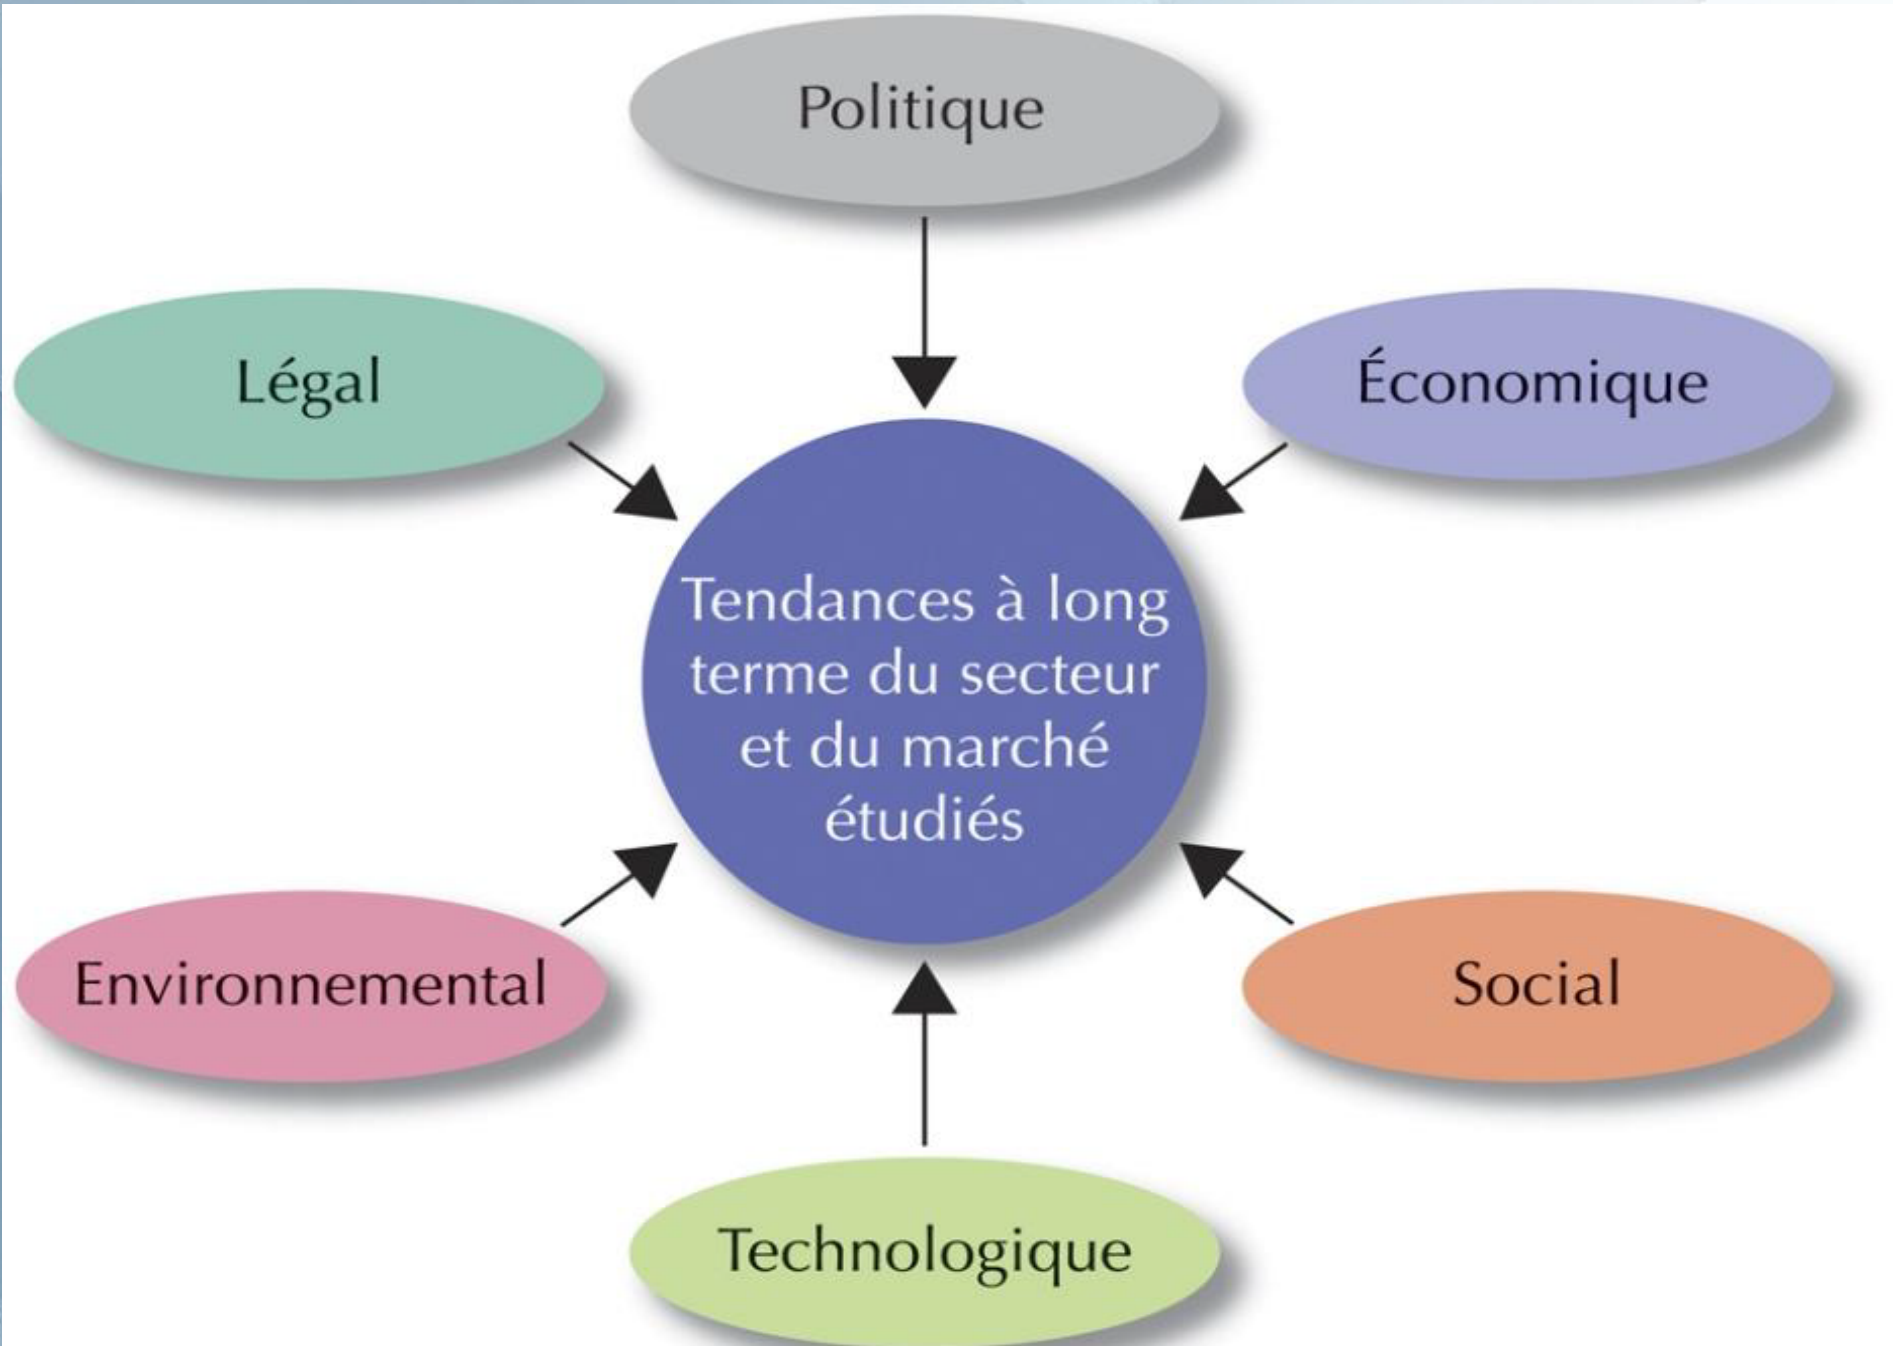 Politique
Légal
Économique
Tendances à long
terme du secteur
et du marché
étudiés
Environnemental
Social
Technologique